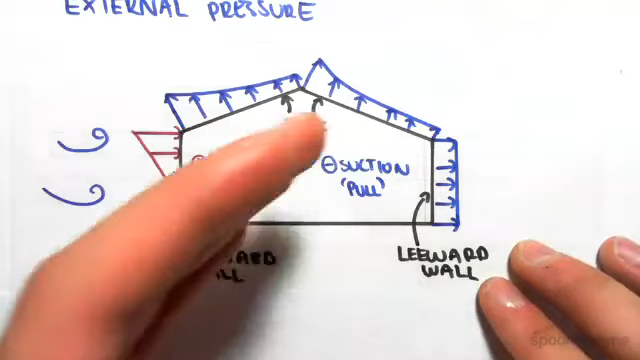 EXTERNAL PRESSURE
⊖ SUCTION
'PULL'
LEEWARD
WALL